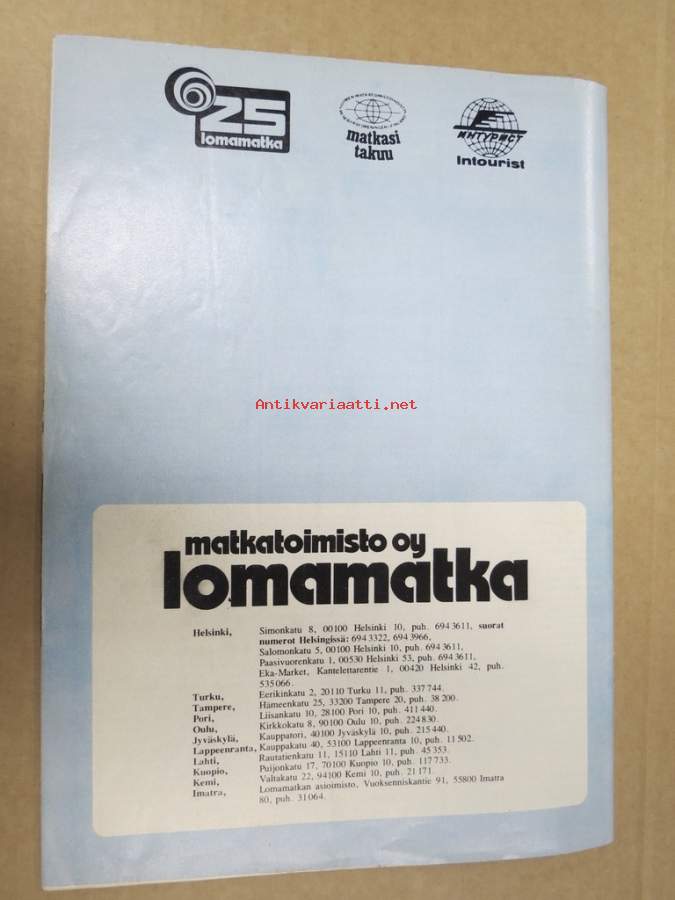 25
lomamatka
matkasi
takuu
ИНТУРИСТ
Intourist
Antikvariaatti.net
matkatoimisto oy
lomamatka
Helsinki, Simonkatu 8, 00100 Helsinki 10, puh. 694 3611, suorat
numerot Helsingissä: 694 3322, 694 3966,
Salomonkatu 5, 00100 Helsinki 10, puh. 694 3611,
Paasivuorenkatu 1, 00530 Helsinki 53, puh. 694 3611,
Eka-Market, Kantelettarentie 1, 00420 Helsinki 42, puh.
535 066.
Turku, Eerikinkatu 2, 20110 Turku 11, puh. 337 744.
Tampere, Hämeenkatu 25, 33200 Tampere 20, puh. 38 200.
Pori, Liisankatu 10, 28100 Pori 10, puh. 411 440.
Oulu, Kirkkokatu 8, 90100 Oulu 10, puh. 224 830.
Jyväskylä, Kauppatori, 40100 Jyväskylä 10, puh. 215 440.
Lappeenranta, Kauppakatu 40, 53100 Lappeenranta 10, puh. 11 502.
Lahti, Rautatienkatu 11, 15110 Lahti 11, puh. 45 353.
Kuopio, Puijonkatu 17, 70100 Kuopio 10, puh. 117 733.
Kemi, Valtakatu 22, 94100 Kemi 10, puh. 21 171.
Imatra, Lomamatkan asioimisto, Vuoksenniskantie 91, 55800 Imatra
80, puh. 31 064.